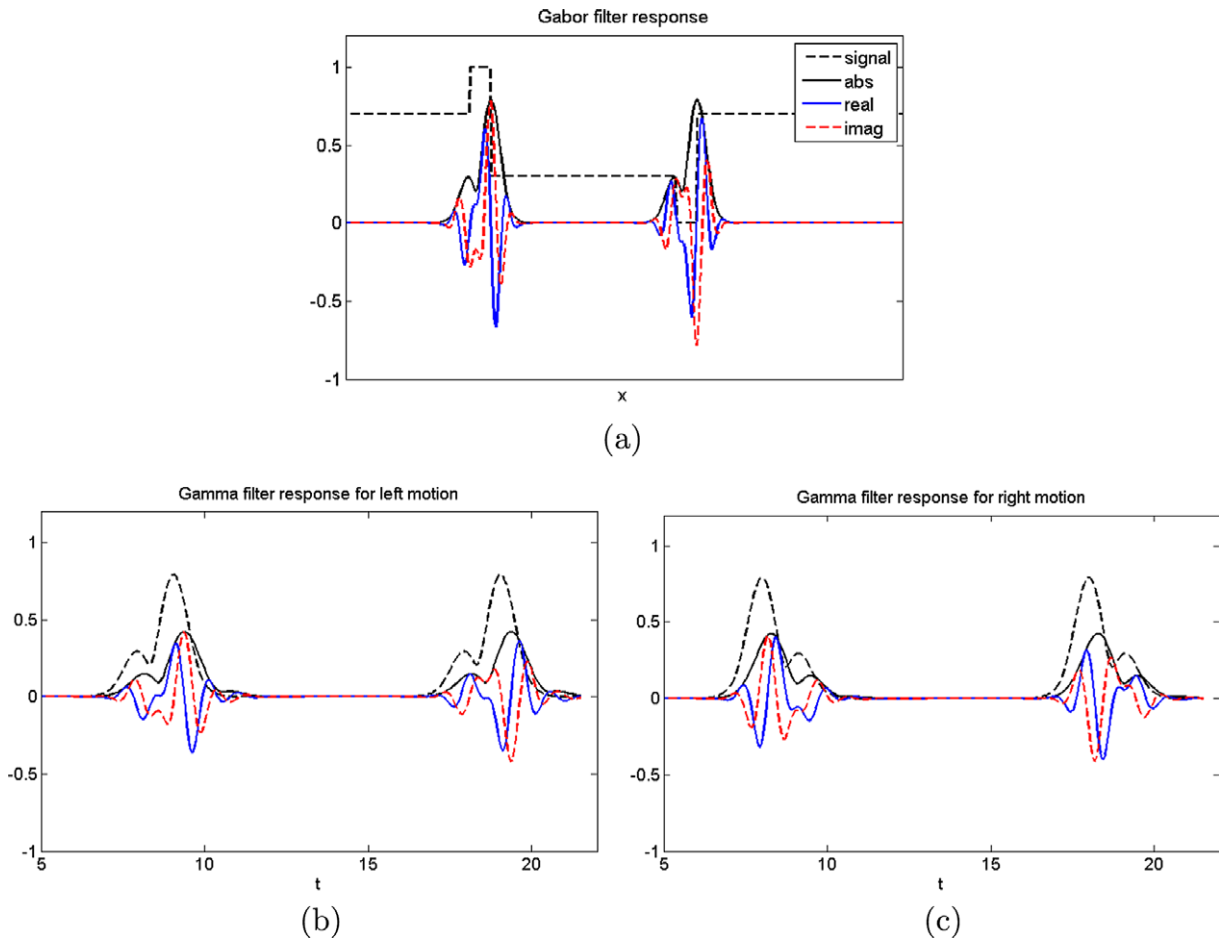 Gabor filter response
signal
abs
real
imag
1
0.5
0
-0.5
-1
x
(a)
Gamma filter response for left motion
1
0.5
0
-0.5
-1
5
10
15
20
t
(b)
Gamma filter response for right motion
1
0.5
0
-0.5
-1
5
10
15
20
t
(c)